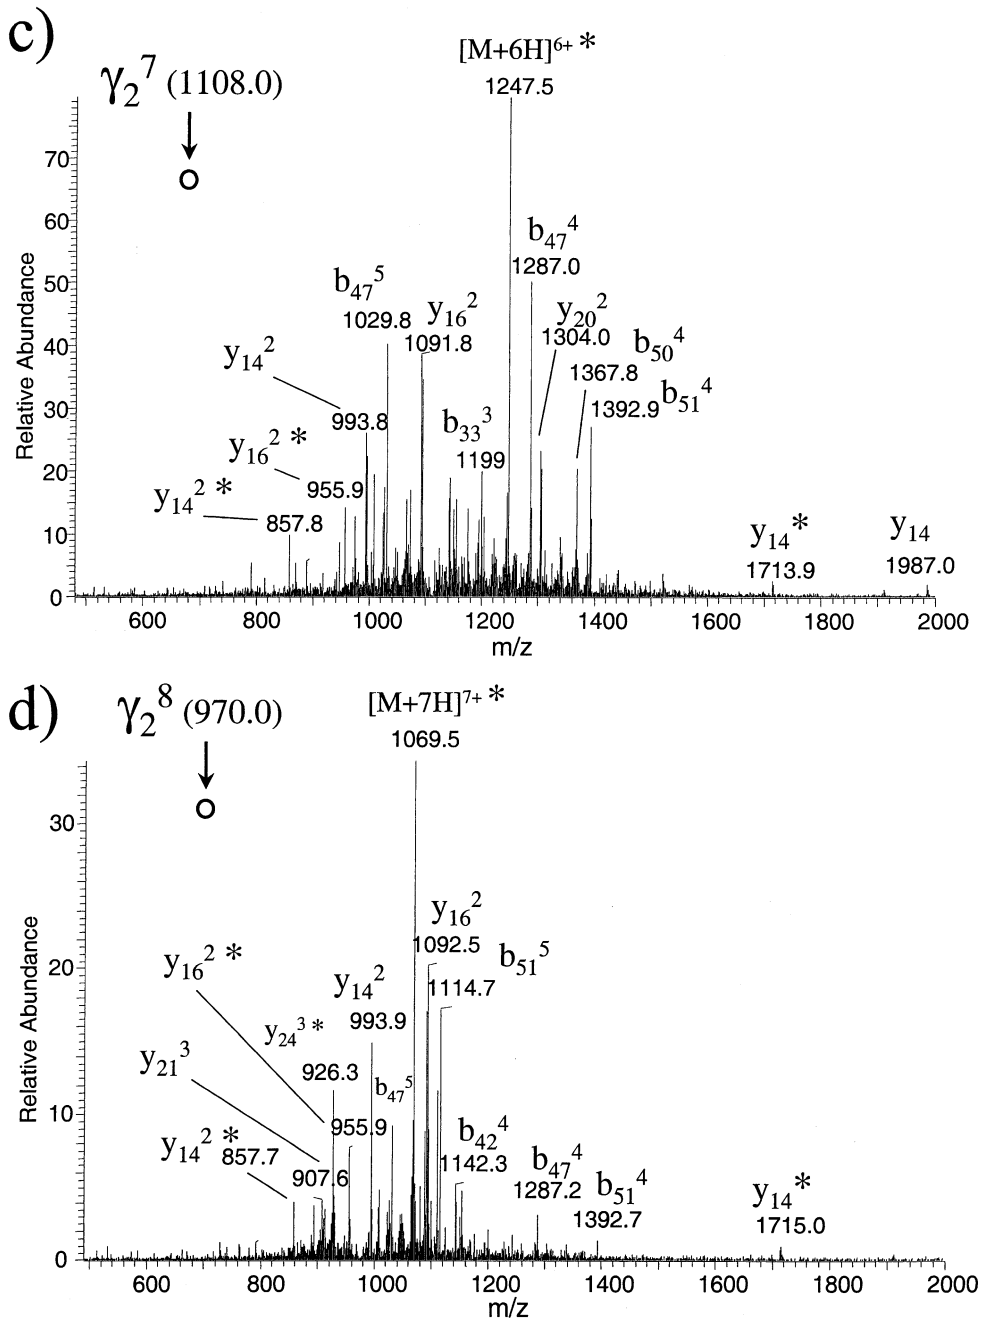 c)
[M+6H]6+ *
γ2 7 (1108.0)
1247.5
70
60
50
40
30
20
10
0
Relative Abundance
b47 4
1287.0
b47 5
1029.8
y16 2
1091.8
y20 2
1304.0
b50 4
1367.8
y14 2
993.8
b33 3
1199
1392.9 b51 4
y16 2 *
955.9
y14 2 *
857.8
y14 *
1713.9
y14
1987.0
600 800 1000 1200 1400 1600 1800 2000
m/z
d)
γ2 8 (970.0)
[M+7H]7+ *
1069.5
30
20
10
0
Relative Abundance
y16 2
1092.5
b51 5
1114.7
y16 2 *
y14 2
993.9
y24 3 *
926.3
y21 3
b47 5
955.9
y14 2 * 857.7
907.6
b42 4
1142.3
b47 4
1287.2
b51 4
1392.7
y14 *
1715.0
600 800 1000 1200 1400 1600 1800 2000
m/z